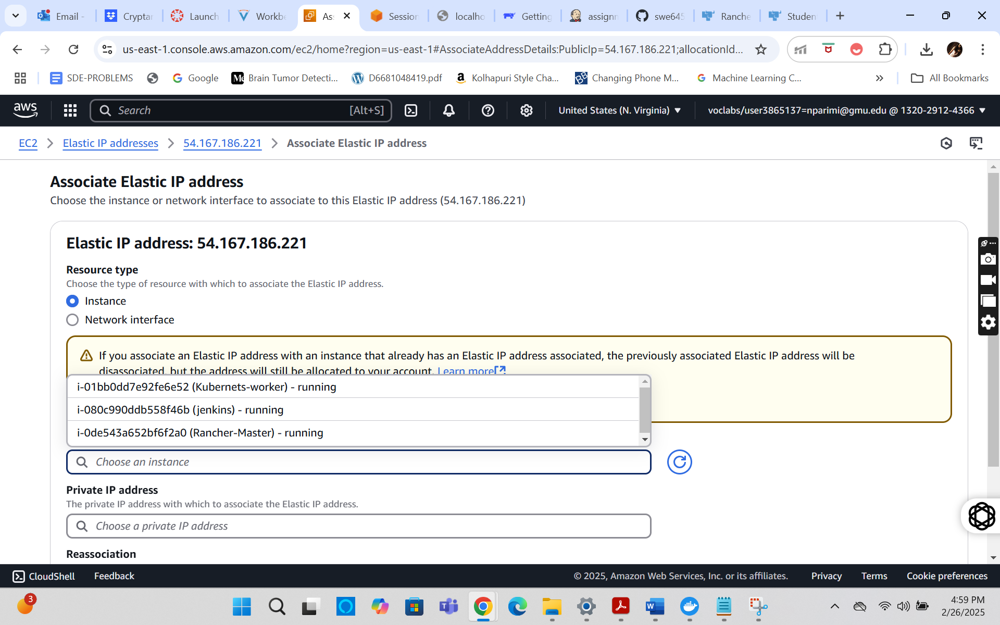 Email -
Cryptar
Launch
Workbe
As
Session
localho
Getting
assignm
swe645
Ranche
Studen
us-east-1.console.aws.amazon.com/ec2/home?region=us-east-1#AssociateAddressDetails:PublicIp=54.167.186.221;allocationId...
SDE-PROBLEMS
Google
Me Brain Tumor Detecti...
D6681048419.pdf
Kolhapuri Style Cha...
BB Changing Phone M...
Machine Learning C...
All Bookmarks
aws
Search
[Alt+S]
United States (N. Virginia)
voclabs/user3865137=nparimi@gmu.edu @ 1320-2912-4366
EC2
Elastic IP addresses
54.167.186.221
Associate Elastic IP address
Associate Elastic IP address
Choose the instance or network interface to associate to this Elastic IP address (54.167.186.221)
Elastic IP address: 54.167.186.221
Resource type
Choose the type of resource with which to associate the Elastic IP address.
Instance
Network interface
If you associate an Elastic IP address with an instance that already has an Elastic IP address associated, the previously associated Elastic IP address will be
disassociated, but the address will still be allocated to your account. Learn more
i-01bb0dd7e92fe6e52 (Kubernets-worker) - running
i-080c990ddb558f46b (jenkins) - running
i-0de543a652bf6f2a0 (Rancher-Master) - running
Choose an instance
Private IP address
The private IP address with which to associate the Elastic IP address.
Choose a private IP address
Reassociation
CloudShell
Feedback
© 2025, Amazon Web Services, Inc. or its affiliates.
Privacy
Terms
Cookie preferences
3
4:59 PM
2/26/2025